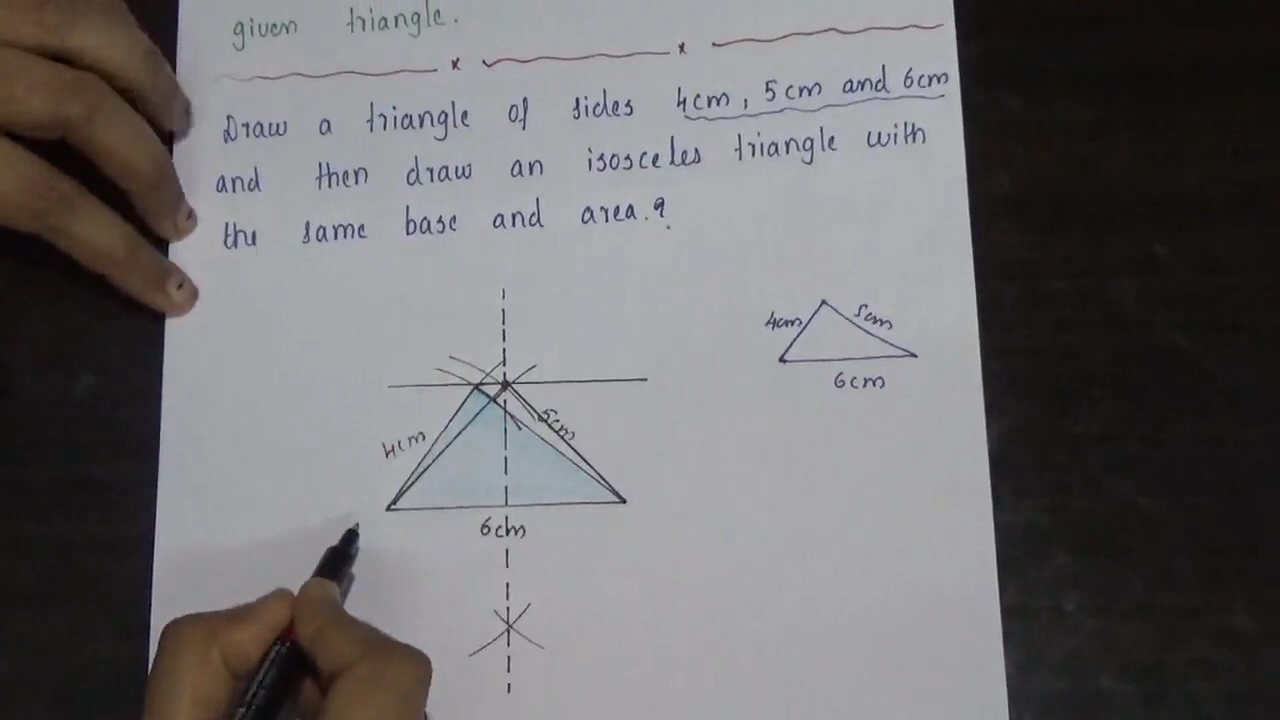 given triangle.
Draw a triangle of sides 4cm, 5cm and 6cm
and then draw an isosceles triangle with
the same base and area.?
4cm 5cm
6cm
5cm
4cm
6cm